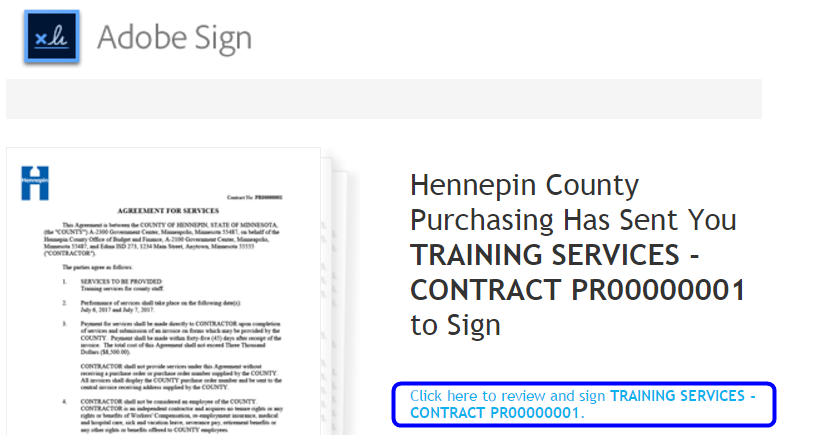 Adobe Sign
Hennepin
Contract No: PR00000001
AGREEMENT FOR SERVICES
This Agreement is between the COUNTY OF HENNEPIN, STATE OF MINNESOTA,
(the "COUNTY") A-2300 Government Center, Minneapolis, Minnesota 55487, on behalf of the
Hennepin County Office of Budget and Finance, A-2100 Government Center, Minneapolis,
Minnesota 55487, and Edina ISD 273, 1234 Main Street, Anytown, Minnesota 55555
("CONTRACTOR").
The parties agree as follows:
1. SERVICES TO BE PROVIDED
Training services for county staff.
2. Performance of services shall take place on the following date(s):
July 6, 2017 and July 7, 2017.
3. Payment for services shall be made directly to CONTRACTOR upon completion
of services and submission of an invoice on forms which may be provided by the
COUNTY. Payment shall be made within forty-five (45) days after receipt of the
invoice. The total cost of this Agreement shall not exceed Three Thousand
Dollars ($8,500.00).
CONTRACTOR shall not provide services under this Agreement without
receiving a purchase order or purchase order number supplied by the COUNTY.
All invoices shall display the COUNTY purchase order number and be sent to the
central invoice receiving address supplied by the COUNTY.
4. CONTRACTOR shall not be considered an employee of the COUNTY.
CONTRACTOR is an independent contractor and acquires no tenure rights or any
rights or benefits of Workers' Compensation, re-employment insurance, medical
and hospital care, sick and vacation leave, severance pay, retirement benefits or
any other rights or benefits offered to COUNTY employees.
Hennepin County
Purchasing Has Sent You
TRAINING SERVICES -
CONTRACT PR00000001
to Sign
Click here to review and sign TRAINING SERVICES -
CONTRACT PR00000001.